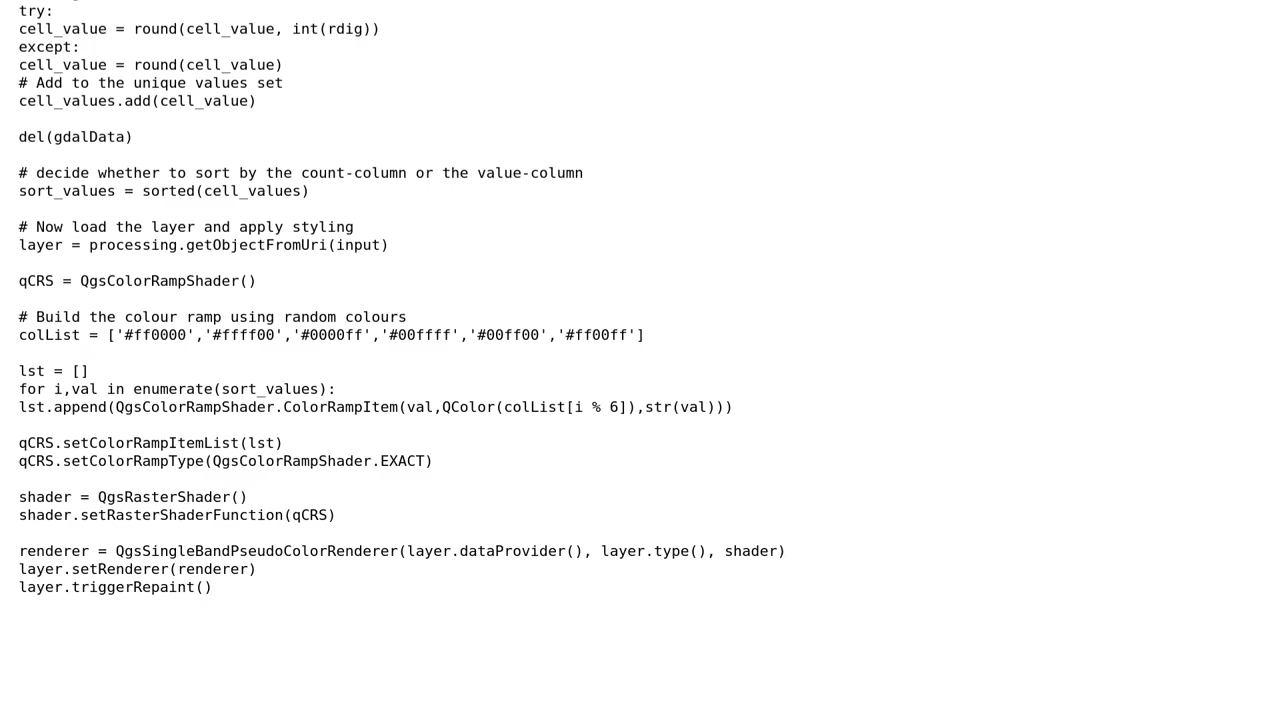 try:
cell_value = round(cell_value, int(rdig))
except:
cell_value = round(cell_value)
# Add to the unique values set
cell_values.add(cell_value)
del(gdalData)
# decide whether to sort by the count-column or the value-column
sort_values = sorted(cell_values)
# Now load the layer and apply styling
layer = processing.getObjectFromUri(input)
qCRS = QgsColorRampShader()
# Build the colour ramp using random colours
colList = ['#ff0000','#ffff00','#0000ff','#00ffff','#00ff00','#ff00ff']
lst = []
for i,val in enumerate(sort_values):
lst.append(QgsColorRampShader.ColorRampItem(val,QColor(colList[i % 6]),str(val)))
qCRS.setColorRampItemList(lst)
qCRS.setColorRampType(QgsColorRampShader.EXACT)
shader = QgsRasterShader()
shader.setRasterShaderFunction(qCRS)
renderer = QgsSingleBandPseudoColorRenderer(layer.dataProvider(), layer.type(), shader)
layer.setRenderer(renderer)
layer.triggerRepaint()